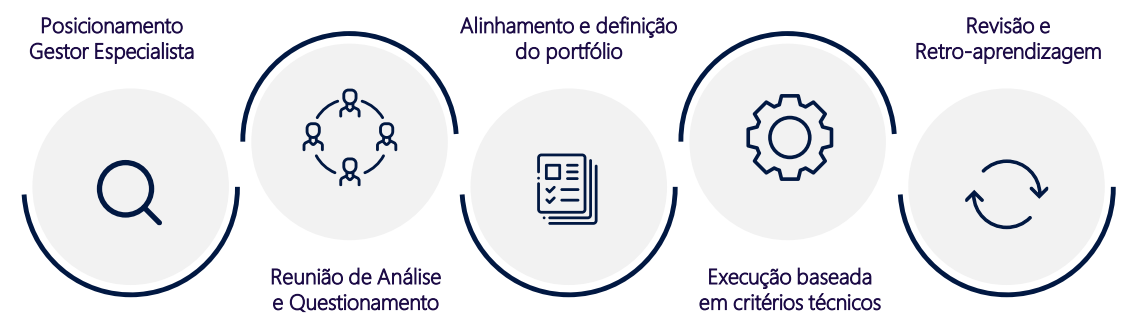 Posicionamento
Gestor Especialista
Reunião de Análise
e Questionamento
Alinhamento e definição
do portfólio
Execução baseada
em critérios técnicos
Revisão e
Retro-aprendizagem